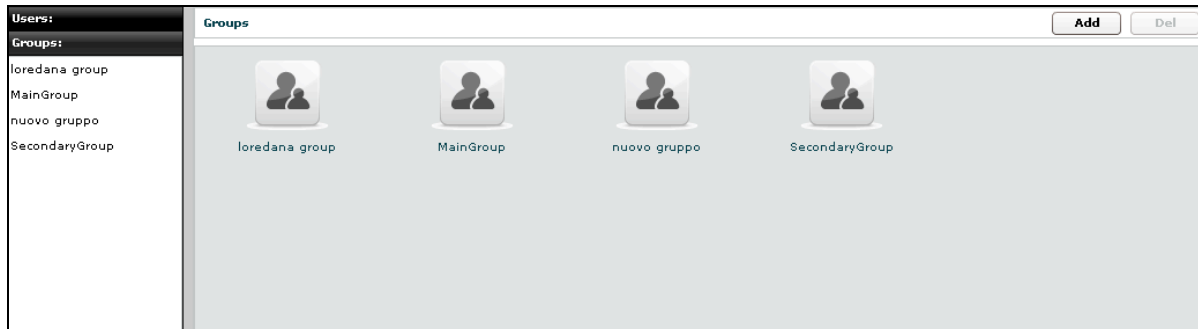 Users:
Groups:
loredana group
MainGroup
nuovo gruppo
SecondaryGroup
Groups
Add
Del
loredana group
MainGroup
nuovo gruppo
SecondaryGroup